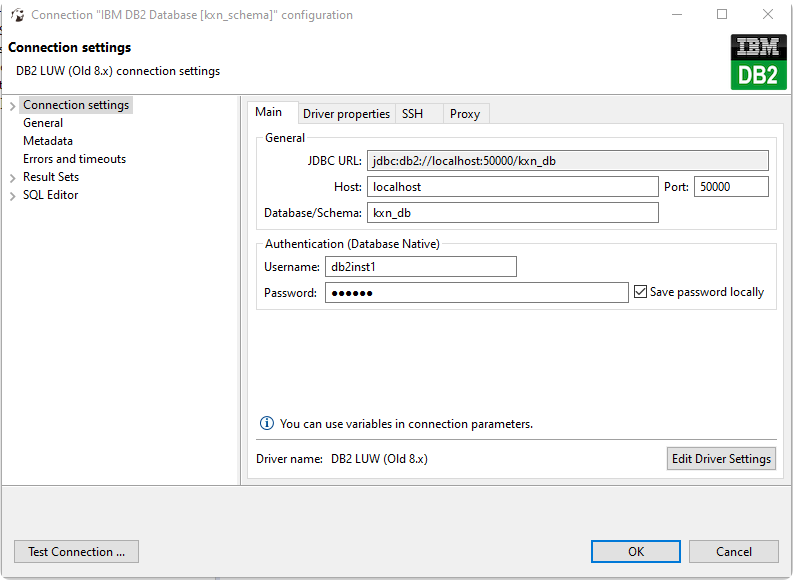 Connection "IBM DB2 Database [kxn_schema]" configuration
Connection settings
DB2 LUW (Old 8.x) connection settings
IBM
DB2
Connection settings
General
Metadata
Errors and timeouts
Result Sets
SQL Editor
Main Driver properties SSH Proxy
General
JDBC URL: jdbc:db2://localhost:50000/kxn_db
Host: localhost Port: 50000
Database/Schema: kxn_db
Authentication (Database Native)
Username: db2inst1
Password: ●●●●●● Save password locally
You can use variables in connection parameters.
Driver name: DB2 LUW (Old 8.x) Edit Driver Settings
Test Connection ... OK Cancel